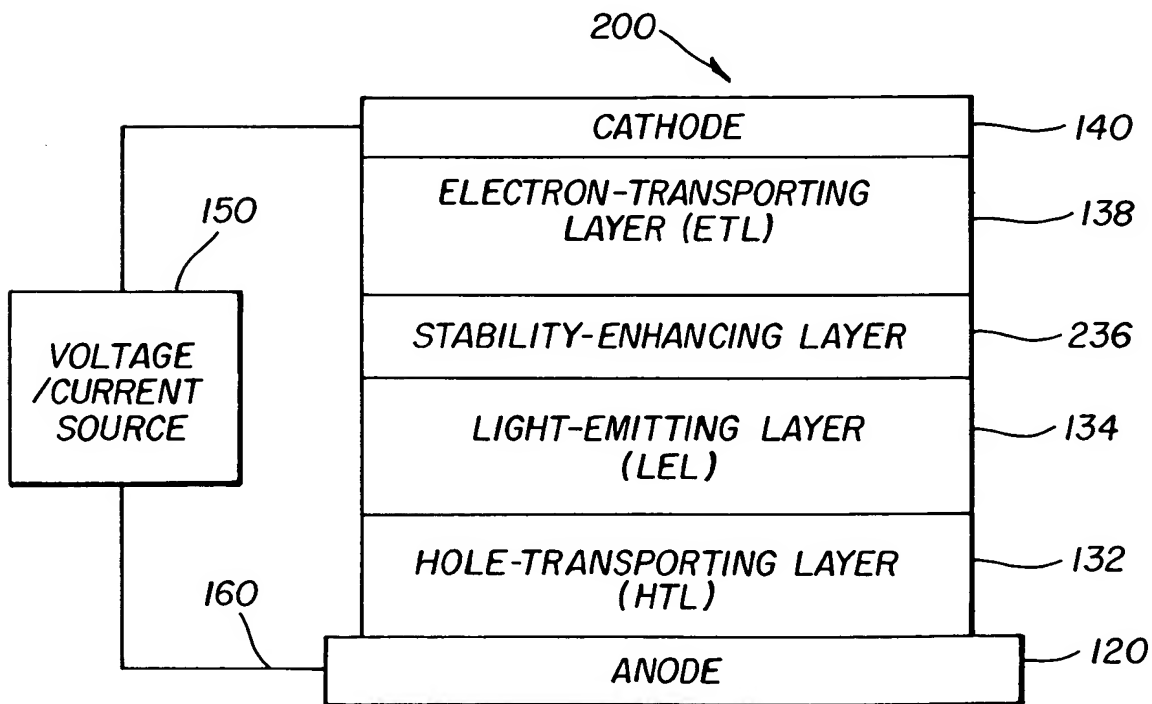 200
CATHODE
140
ELECTRON-TRANSPORTING
LAYER (ETL)
138
150
STABILITY-ENHANCING LAYER
236
VOLTAGE
/CURRENT
SOURCE
LIGHT-EMITTING LAYER
(LEL)
134
HOLE-TRANSPORTING LAYER
(HTL)
132
160
ANODE
120